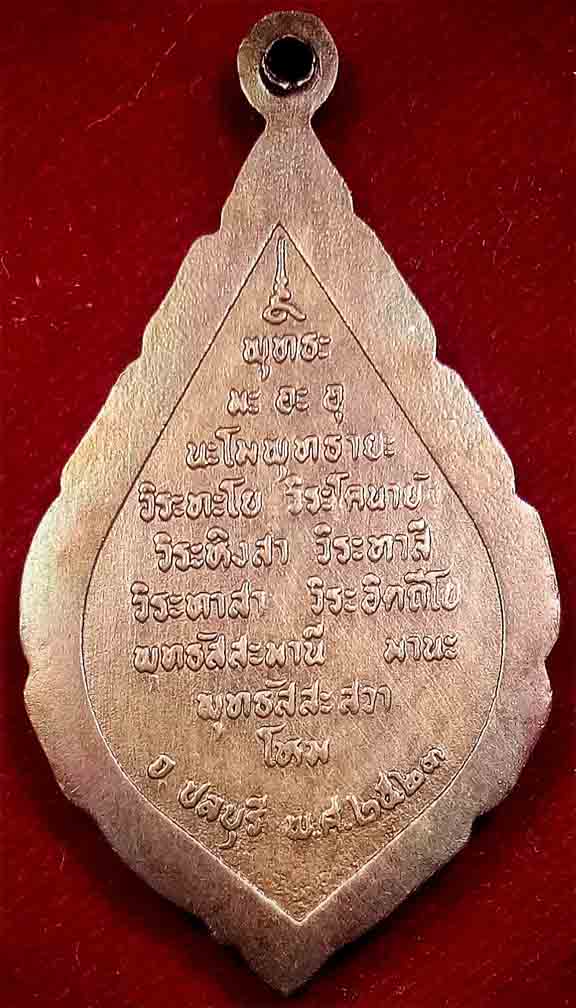 พุทธะ
มะ อะ อุ
นะโมพุทธายะ
วิระทะโย วิระโคนายัง
วิระหิงสา วิระทาสี
วิระทาสา วิระอิตถิโย
พุทธัสสะมานี มานะ
พุทธัสสะ สวา
โหม
จ.ชลบุรี พ.ศ.๒๕๒๓